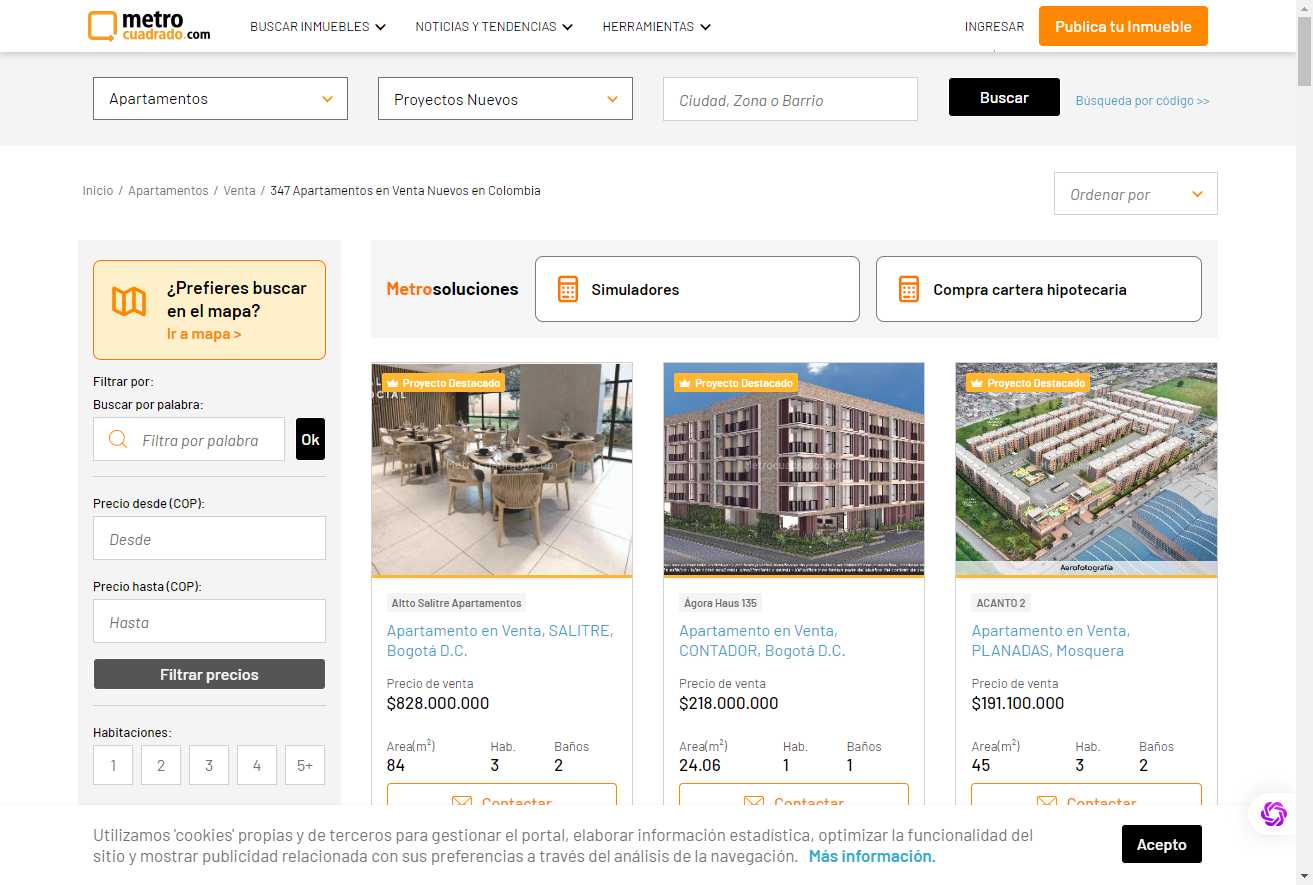 metro
cuadrado.com
BUSCAR INMUEBLES
NOTICIAS Y TENDENCIAS
HERRAMIENTAS
INGRESAR
Publica tu Inmueble
Apartamentos
Proyectos Nuevos
Ciudad, Zona o Barrio
Buscar
Búsqueda por código >>
Inicio / Apartamentos / Venta / 347 Apartamentos en Venta Nuevos en Colombia
Ordenar por
¿Prefieres buscar
en el mapa?
Ir a mapa >
Filtrar por:
Buscar por palabra:
Filtra por palabra
Ok
Precio desde (COP):
Desde
Precio hasta (COP):
Hasta
Filtrar precios
Habitaciones:
1 2 3 4 5+
Metrosoluciones
Simuladores
Compra cartera hipotecaria
Proyecto Destacado
Altto Salitre Apartamentos
Apartamento en Venta, SALITRE,
Bogotá D.C.
Precio de venta
$828.000.000
Area(m²) Hab. Baños
84 3 2
Contactar
Proyecto Destacado
Ágora Haus 135
Apartamento en Venta,
CONTADOR, Bogotá D.C.
Precio de venta
$218.000.000
Area(m²) Hab. Baños
24.06 1 1
Contactar
Proyecto Destacado
Aerofotografía
ACANTO 2
Apartamento en Venta,
PLANADAS, Mosquera
Precio de venta
$191.100.000
Area(m²) Hab. Baños
45 3 2
Contactar
Utilizamos 'cookies' propias y de terceros para gestionar el portal, elaborar información estadística, optimizar la funcionalidad del
sitio y mostrar publicidad relacionada con sus preferencias a través del análisis de la navegación. Más información.
Acepto